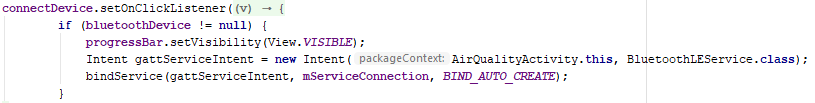 connectDevice.setOnClickListener((v) → {
if (bluetoothDevice != null) {
progressBar.setVisibility(View.VISIBLE);
Intent gattServiceIntent = new Intent( packageContext: AirQualityActivity.this, BluetoothLEService.class);
bindService(gattServiceIntent, mServiceConnection, BIND_AUTO_CREATE);
}